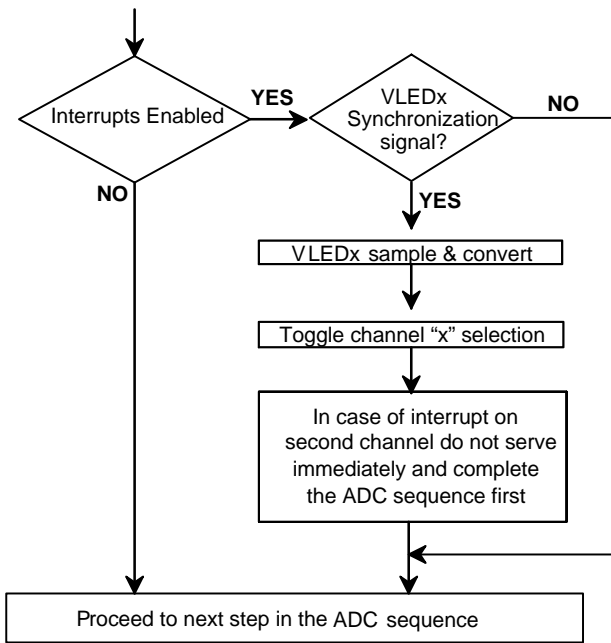 Interrupts Enabled
YES
VLEDx
Synchronization
signal?
NO
NO
YES
VLEDx sample & convert
Toggle channel “x” selection
In case of interrupt on
second channel do not serve
immediately and complete
the ADC sequence first
Proceed to next step in the ADC sequence